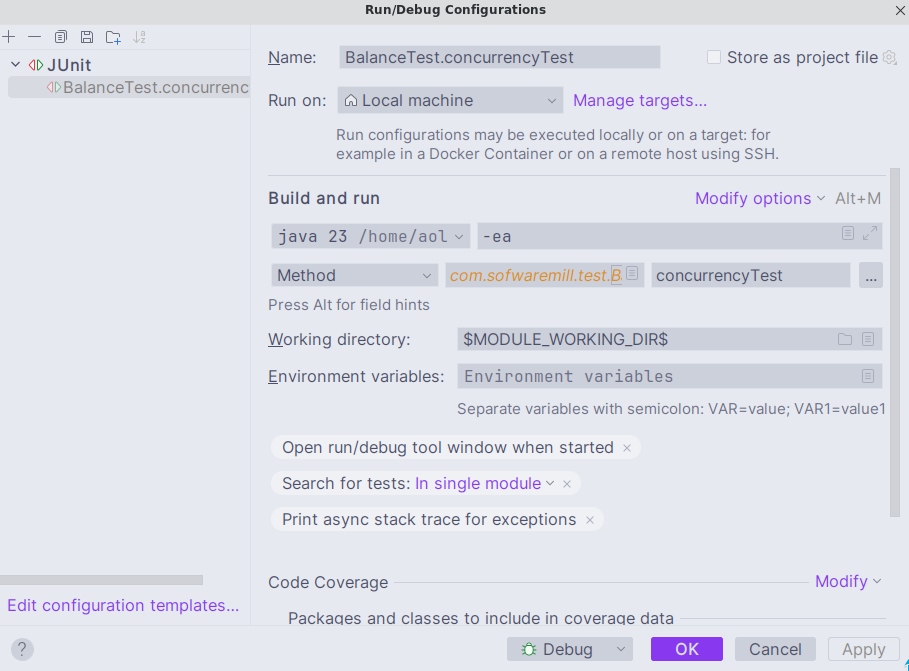 Run/Debug Configurations
JUnit
BalanceTest.concurrenc
Name: BalanceTest.concurrencyTest Store as project file
Run on: Local machine Manage targets...
Run configurations may be executed locally or on a target: for
example in a Docker Container or on a remote host using SSH.
Build and run Modify options Alt+M
java 23 /home/aol -ea
Method com.sofwaremill.test.B concurrencyTest ...
Press Alt for field hints
Working directory: $MODULE_WORKING_DIR$
Environment variables: Environment variables
Separate variables with semicolon: VAR=value; VAR1=value1
Open run/debug tool window when started ×
Search for tests: In single module ×
Print async stack trace for exceptions ×
Code Coverage Modify
Packages and classes to include in coverage data
Edit configuration templates...
? Debug OK Cancel Apply